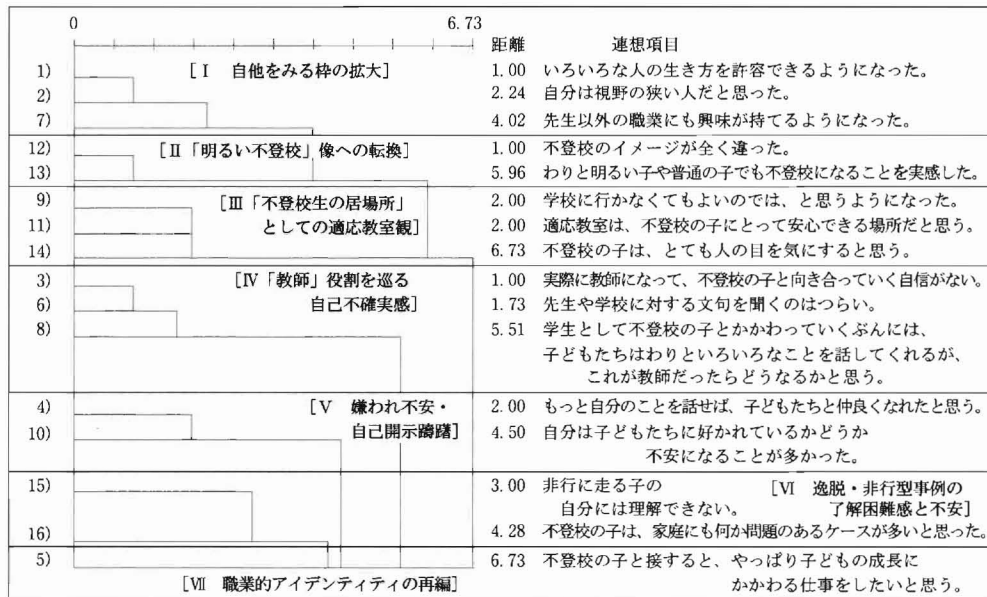 0 6.73
距離 連想項目
1) [Ⅰ 自他をみる枠の拡大] 1.00 いろいろな人の生き方を許容できるようになった。
2) 2.24 自分は視野の狭い人だと思った。
7) 4.02 先生以外の職業にも興味が持てるようになった。
12) [Ⅱ「明るい不登校」像への転換] 1.00 不登校のイメージが全く違った。
13) 5.96 わりと明るい子や普通の子でも不登校になることを実感した。
9) [Ⅲ「不登校生の居場所」 2.00 学校に行かなくてもよいのでは、と思うようになった。
11) としての適応教室観] 2.00 適応教室は、不登校の子にとって安心できる場所だと思う。
14) 6.73 不登校の子は、とても人の目を気にすると思う。
3) [Ⅳ「教師」役割を巡る 1.00 実際に教師になって、不登校の子と向き合っていく自信がない。
6) 自己不確実感] 1.73 先生や学校に対する文句を聞くのはつらい。
8) 5.51 学生として不登校の子とかかわっていくぶんには、
子どもたちはわりといろいろなことを話してくれるが、
これが教師だったらどうなるかと思う。
4) [Ⅴ 嫌われ不安・ 2.00 もっと自分のことを話せば、子どもたちと仲良くなれたと思う。
10) 自己開示躊躇] 4.50 自分は子どもたちに好かれているかどうか
不安になることが多かった。
15) 3.00 非行に走る子の [Ⅵ 逸脱・非行型事例の
自分には理解できない。 了解困難感と不安]
16) 4.28 不登校の子は、家庭にも何か問題のあるケースが多いと思った。
5) 6.73 不登校の子と接すると、やっぱり子どもの成長に
[Ⅶ 職業的アイデンティティの再編] かかわる仕事をしたいと思う。